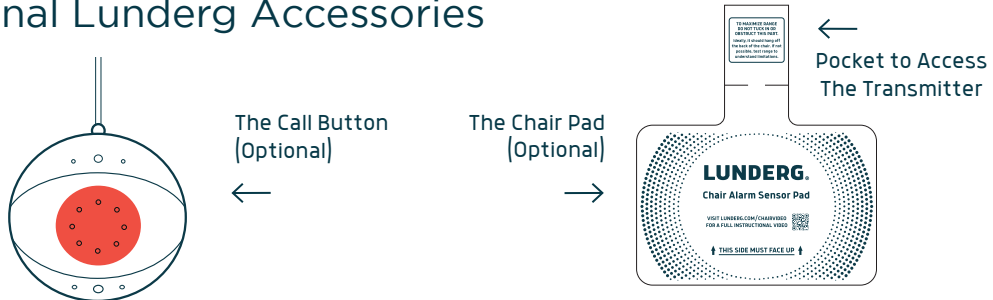 nal Lunderg Accessories
TO MAXIMIZE RANGE
DO NOT TUCK IN OR
OBSTRUCT THIS PART.
Ideally, it should hang off
the back of the chair. If not
possible, test range to
understand limitations.
Pocket to Access
The Transmitter
The Call Button
(Optional)
The Chair Pad
(Optional)
LUNDERG®
Chair Alarm Sensor Pad
VISIT LUNDERG.COM/CHAIRVIDEO
FOR A FULL INSTRUCTIONAL VIDEO
THIS SIDE MUST FACE UP